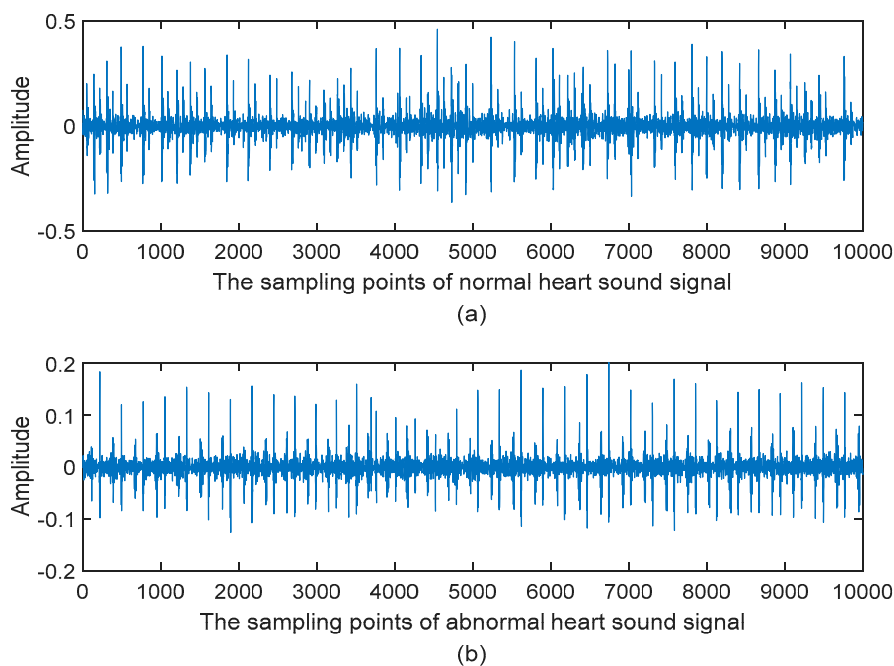 0.5
0
-0.5
Amplitude
0 1000 2000 3000 4000 5000 6000 7000 8000 9000 10000
The sampling points of normal heart sound signal
(a)
0.2
0.1
0
-0.1
-0.2
Amplitude
0 1000 2000 3000 4000 5000 6000 7000 8000 9000 10000
The sampling points of abnormal heart sound signal
(b)